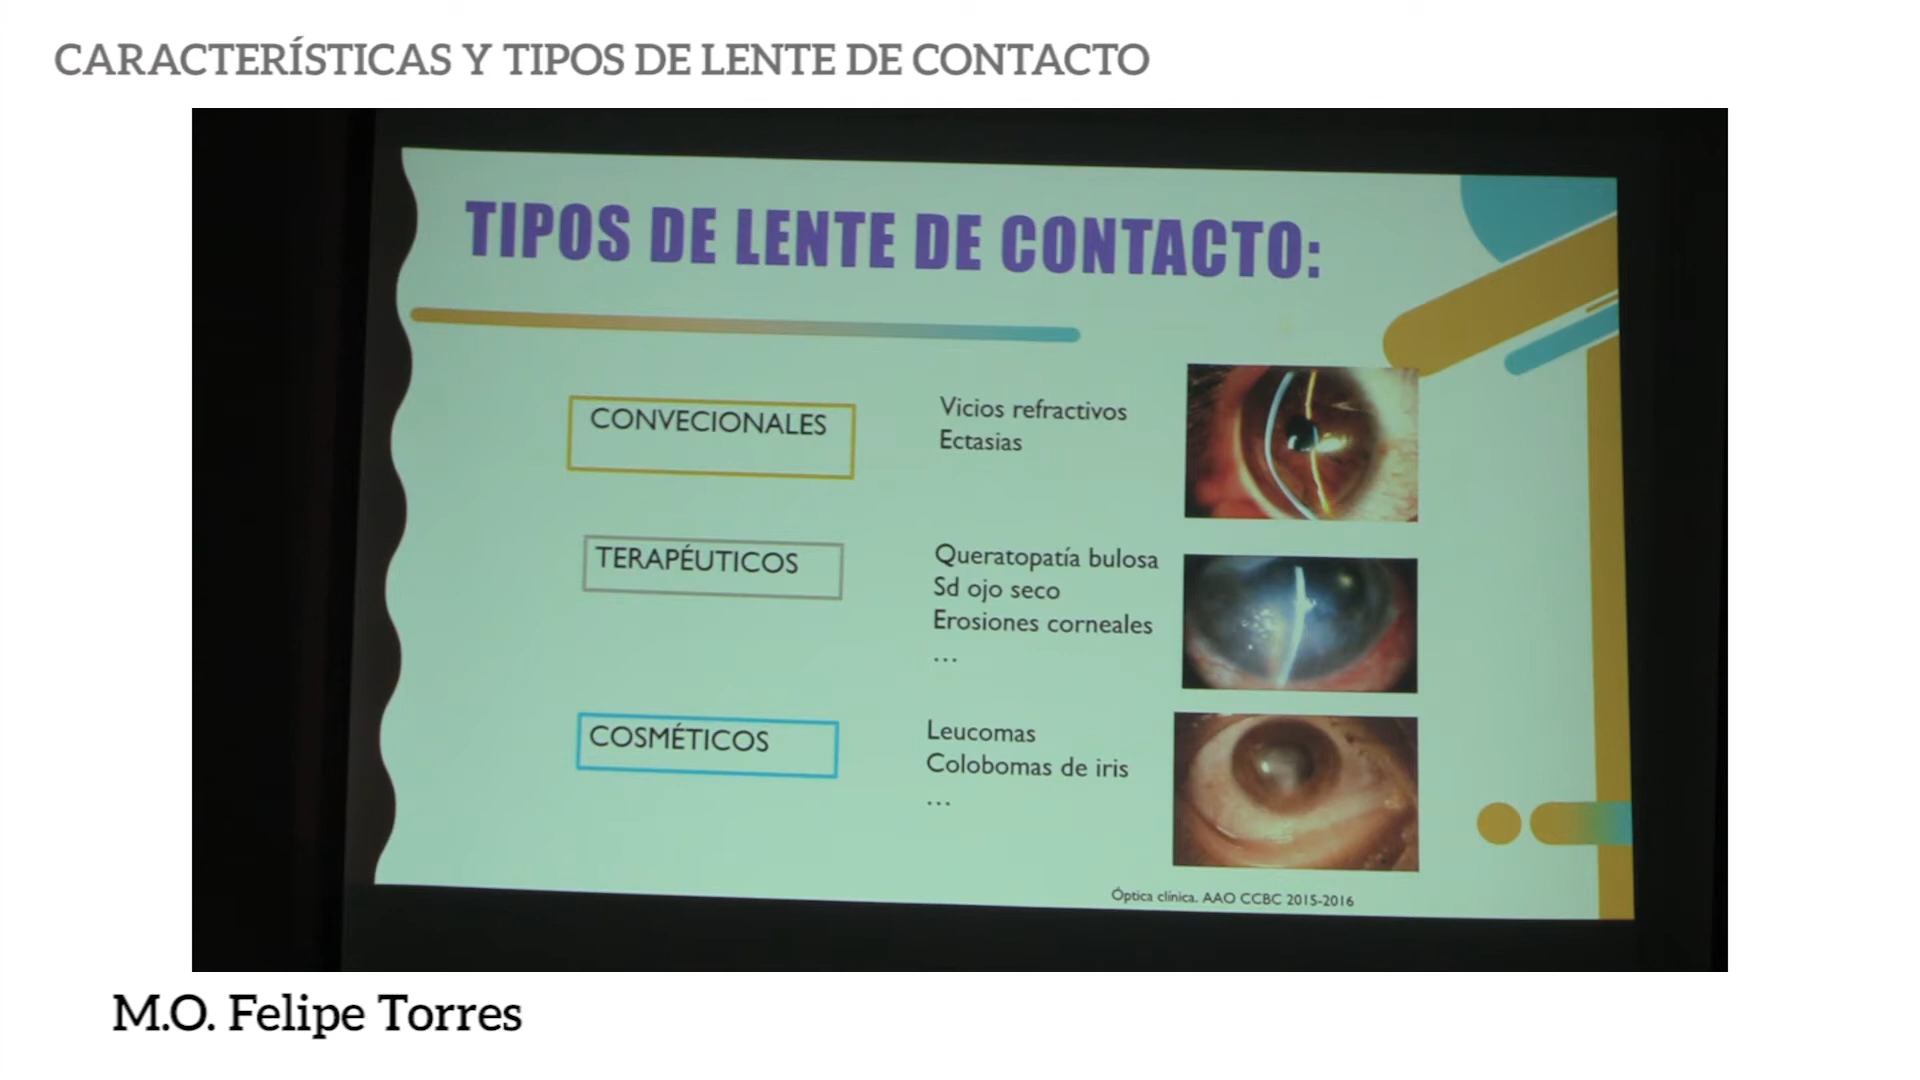 CARACTERÍSTICAS Y TIPOS DE LENTE DE CONTACTO
TIPOS DE LENTE DE CONTACTO:
CONVECIONALES
Vicios refractivos
Ectasias
TERAPÉUTICOS
Queratopatía bulosa
Sd ojo seco
Erosiones corneales
...
COSMÉTICOS
Leucomas
Colobomas de iris
...
Óptica clínica. AAO CCBC 2015-2016
M.O. Felipe Torres